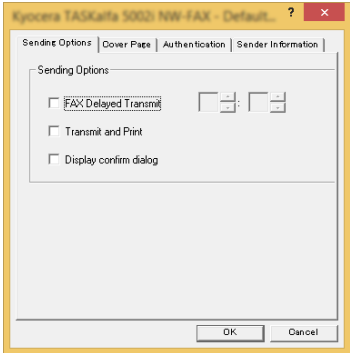 Kyocera TASKalfa 5002i NW-FAX - Default... ?
Sending Options Cover Page Authentication Sender Information
Sending Options
FAX Delayed Transmit :
Transmit and Print
Display confirm dialog
OK Cancel